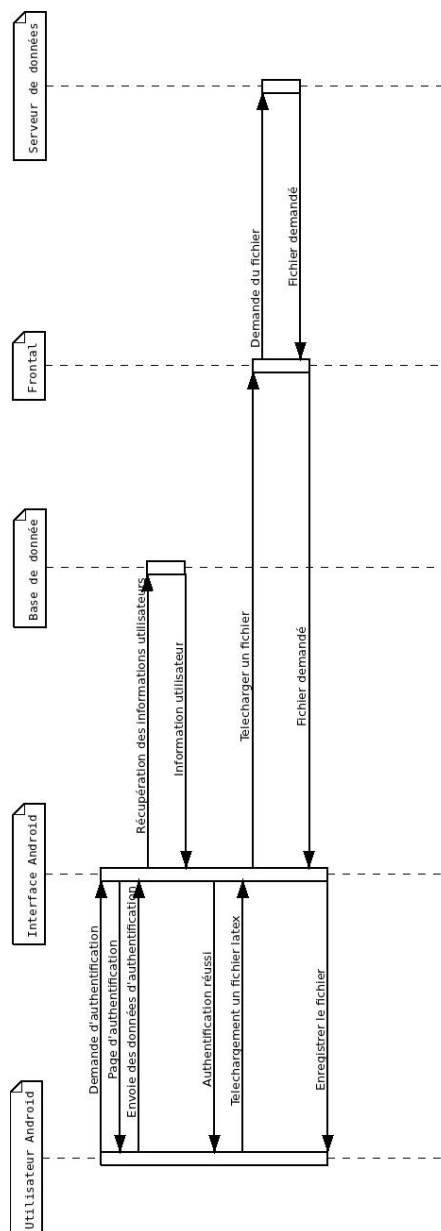 Utilisateur Android
Interface Android
Base de donnée
Frontal
Serveur de données
Demande d'authentification
Page d'authentification
Envoie des données d'authentification
Récupération des informations utilisateurs
Information utilisateur
Authentification réussi
Telechargement un fichier latex
Telecharger un fichier
Demande du fichier
Fichier demandé
Fichier demandé
Enregistrer le fichier